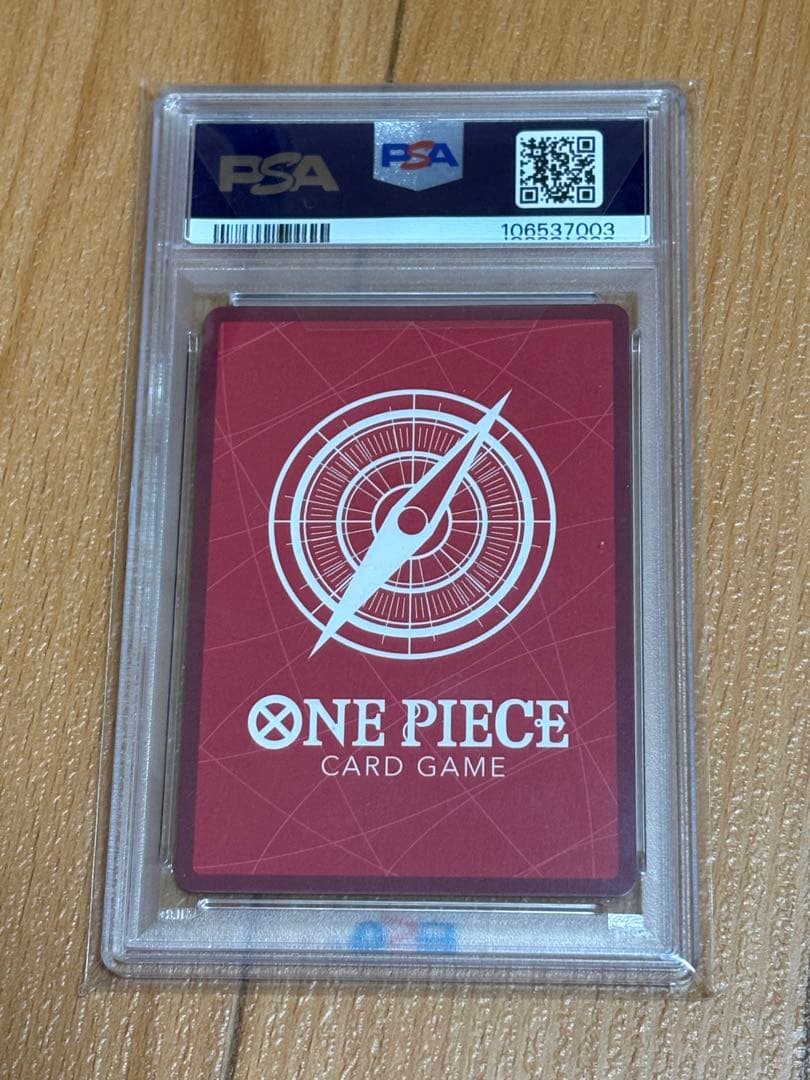 PSA
PSA
106537003
ONE PIECE
CARD GAME